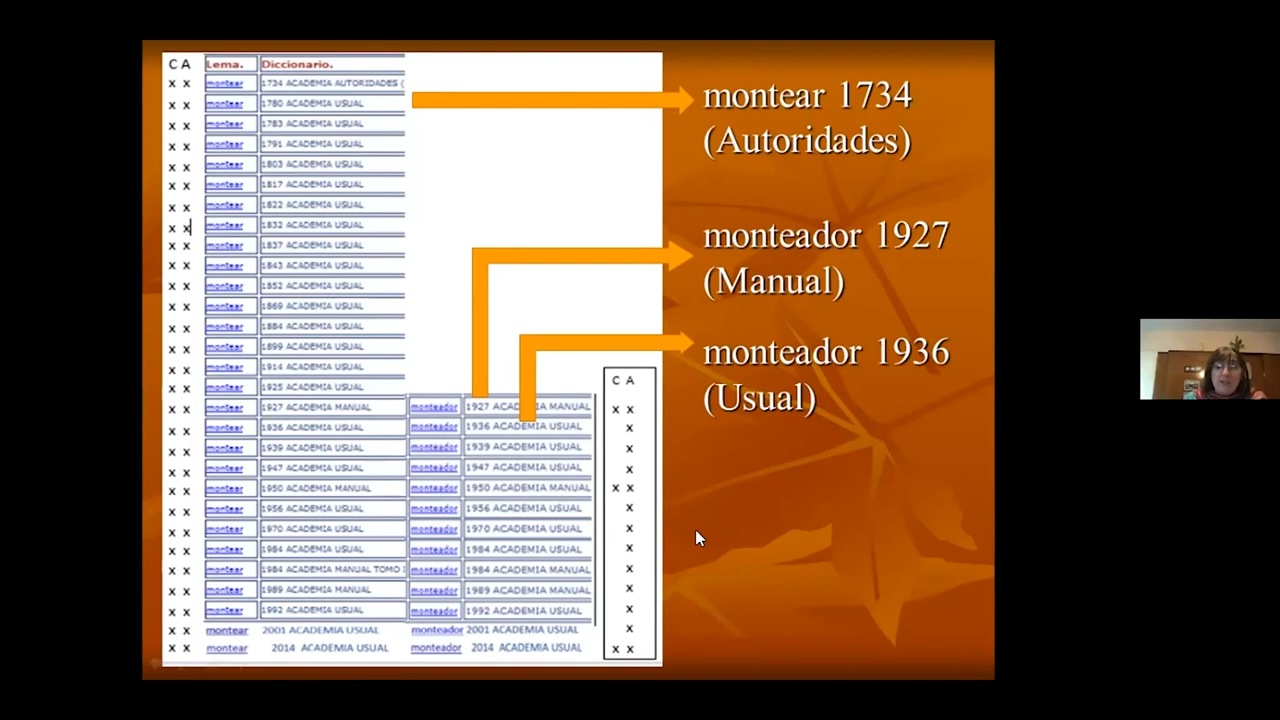 C A Lema. Diccionario.
x x montear 1734 ACADEMIA AUTORIDADES (
x x montear 1780 ACADEMIA USUAL
x x montear 1783 ACADEMIA USUAL
x x montear 1791 ACADEMIA USUAL
x x montear 1803 ACADEMIA USUAL
x x montear 1817 ACADEMIA USUAL
x x montear 1822 ACADEMIA USUAL
x x montear 1832 ACADEMIA USUAL
x x montear 1837 ACADEMIA USUAL
x x montear 1843 ACADEMIA USUAL
x x montear 1852 ACADEMIA USUAL
x x montear 1869 ACADEMIA USUAL
x x montear 1884 ACADEMIA USUAL
x x montear 1899 ACADEMIA USUAL
x x montear 1914 ACADEMIA USUAL
x x montear 1925 ACADEMIA USUAL
C A
x x montear 1927 ACADEMIA MANUAL monteador 1927 ACADEMIA MANUAL x x
x x montear 1936 ACADEMIA USUAL monteador 1936 ACADEMIA USUAL x
x x montear 1939 ACADEMIA USUAL monteador 1939 ACADEMIA USUAL x
x x montear 1947 ACADEMIA USUAL monteador 1947 ACADEMIA USUAL x
x x montear 1950 ACADEMIA MANUAL monteador 1950 ACADEMIA MANUAL x x
x x montear 1956 ACADEMIA USUAL monteador 1956 ACADEMIA USUAL x
x x montear 1970 ACADEMIA USUAL monteador 1970 ACADEMIA USUAL x
x x montear 1984 ACADEMIA USUAL monteador 1984 ACADEMIA USUAL x
x x montear 1984 ACADEMIA MANUAL TOMO monteador 1984 ACADEMIA MANUAL x
x x montear 1989 ACADEMIA MANUAL monteador 1989 ACADEMIA MANUAL x
x x montear 1992 ACADEMIA USUAL monteador 1992 ACADEMIA USUAL x
x x montear 2001 ACADEMIA USUAL monteador 2001 ACADEMIA USUAL x
x x montear 2014 ACADEMIA USUAL monteador 2014 ACADEMIA USUAL x x
montear 1734
(Autoridades)
monteador 1927
(Manual)
monteador 1936
(Usual)